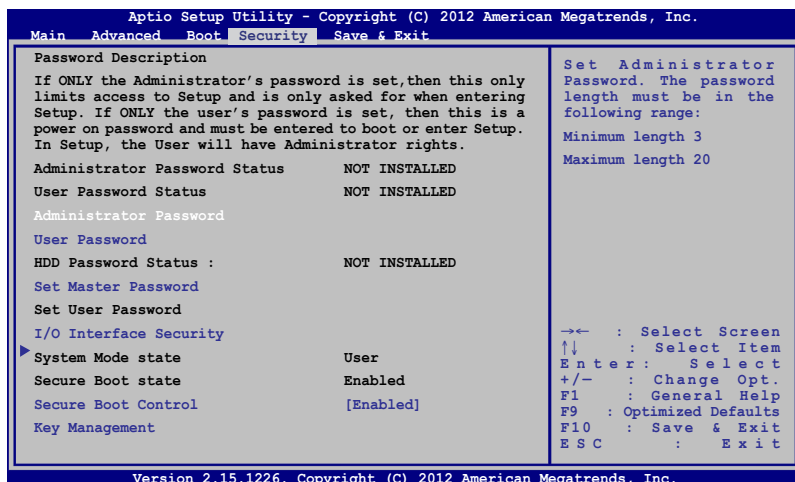 Aptio Setup Utility - Copyright (C) 2012 American Megatrends, Inc.
Main Advanced Boot Security Save & Exit
Password Description
If ONLY the Administrator's password is set,then this only
limits access to Setup and is only asked for when entering
Setup. If ONLY the user's password is set, then this is a
power on password and must be entered to boot or enter Setup.
In Setup, the User will have Administrator rights.
Administrator Password Status NOT INSTALLED
User Password Status NOT INSTALLED
Administrator Password
User Password
HDD Password Status : NOT INSTALLED
Set Master Password
Set User Password
I/O Interface Security
System Mode state User
Secure Boot state Enabled
Secure Boot Control [Enabled]
Key Management
Set Administrator
Password. The password
length must be in the
following range:
Minimum length 3
Maximum length 20
→← : Select Screen
↑↓ : Select Item
Enter: Select
+/— : Change Opt.
F1 : General Help
F9 : Optimized Defaults
F10 : Save & Exit
ESC : Exit
Version 2.15.1226. Copyright (C) 2012 American Megatrends, Inc.